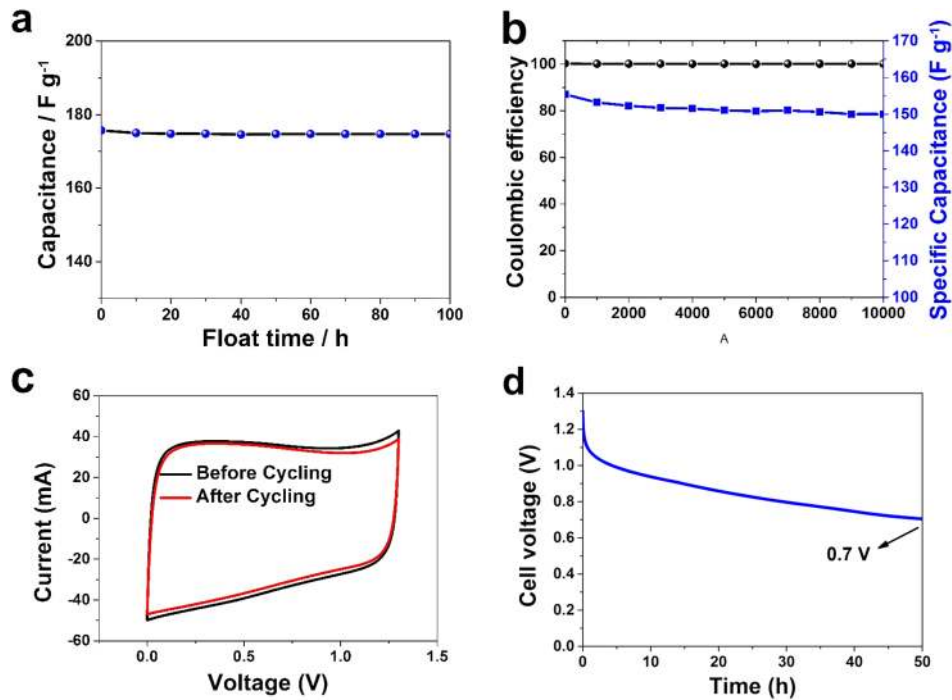 a
200
180
160
140
Capacitance / F g⁻¹
0 20 40 60 80 100
Float time / h
b
100
80
60
40
20
0
Coulombic efficiency
170
160
150
140
130
120
110
100
Specific Capacitance (F g⁻¹)
0 2000 4000 6000 8000 10000
A
c
60
40
20
0
-20
-40
-60
Current (mA)
Before Cycling
After Cycling
0.0 0.5 1.0 1.5
Voltage (V)
d
1.4
1.2
1.0
0.8
0.6
0.4
0.2
0.0
Cell voltage (V)
0.7 V
0 10 20 30 40 50
Time (h)